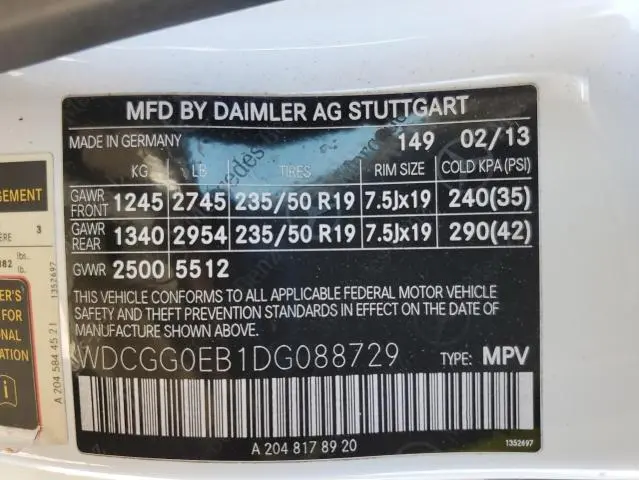 MFD BY DAIMLER AG STUTTGART
MADE IN GERMANY 149 02/13
KG LB TIRES RIM SIZE COLD KPA(PSI)
GAWR FRONT 1245 2745 235/50 R19 7.5Jx19 240(35)
GAWR REAR 1340 2954 235/50 R19 7.5Jx19 290(42)
GVWR 2500 5512
THIS VEHICLE CONFORMS TO ALL APPLICABLE FEDERAL MOTOR VEHICLE
SAFETY AND THEFT PREVENTION STANDARDS IN EFFECT ON THE
DATE OF MANUFACTURE SHOWN ABOVE.
WDCGG0EB1DG088729 TYPE: MPV
A 204 817 89 20
1352697
GEMENT
3
lbs.
lb.
1352697
A 204 584 45 21